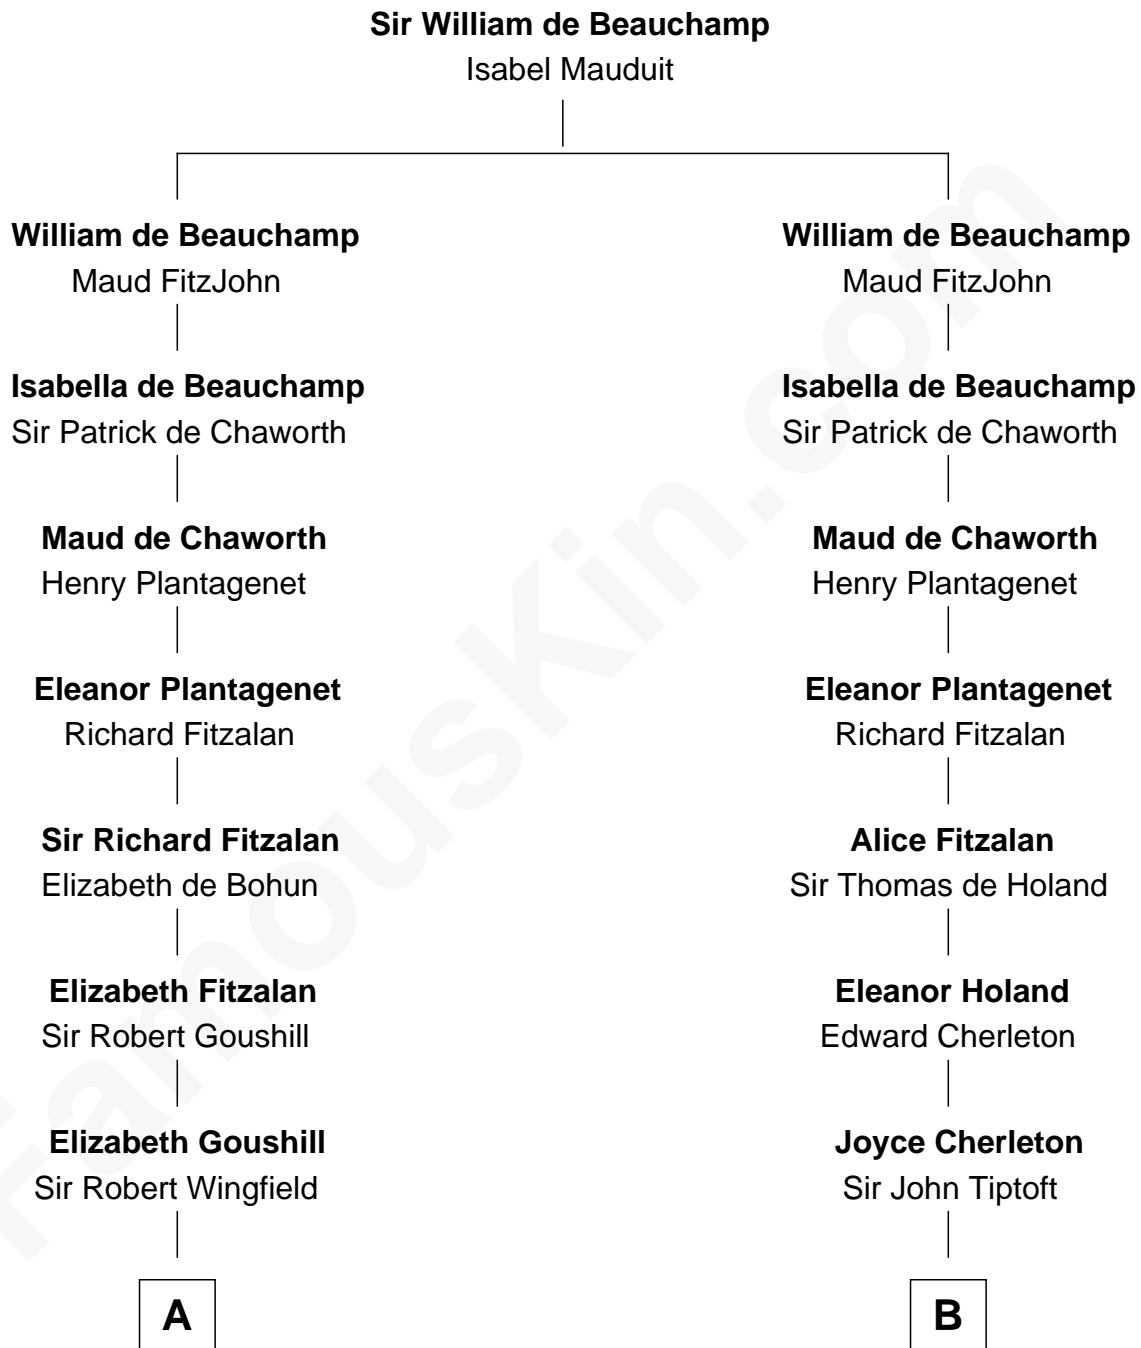 Sir William de Beauchamp
Isabel Mauduit
William de Beauchamp
Maud FitzJohn
William de Beauchamp
Maud FitzJohn
Isabella de Beauchamp
Sir Patrick de Chaworth
Isabella de Beauchamp
Sir Patrick de Chaworth
Maud de Chaworth
Henry Plantagenet
Maud de Chaworth
Henry Plantagenet
Eleanor Plantagenet
Richard Fitzalan
Eleanor Plantagenet
Richard Fitzalan
Sir Richard Fitzalan
Elizabeth de Bohun
Alice Fitzalan
Sir Thomas de Holand
Elizabeth Fitzalan
Sir Robert Goushill
Eleanor Holand
Edward Cherleton
Elizabeth Goushill
Sir Robert Wingfield
Joyce Cherleton
Sir John Tiptoft
A
B
FamousKin.com